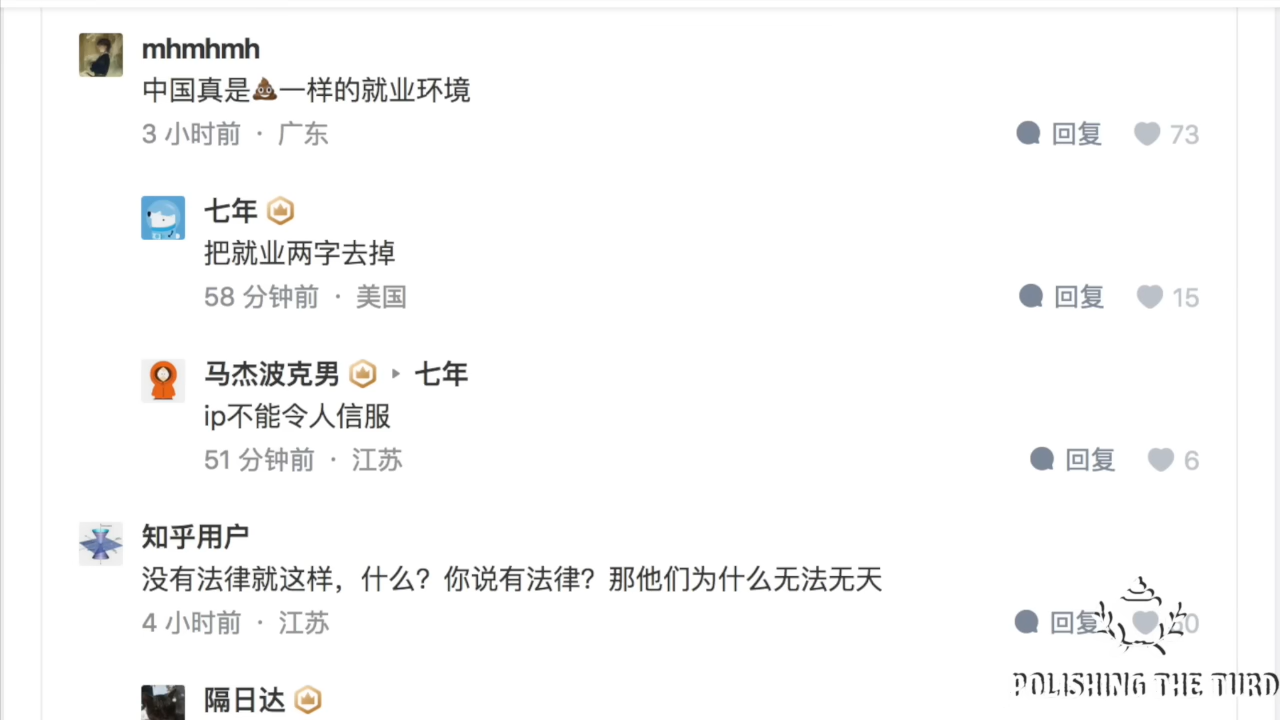 mhmhmh
中国真是💩一样的就业环境
3 小时前 · 广东
回复 73
七年
把就业两字去掉
58 分钟前 · 美国
回复 15
马杰波克男 ▸ 七年
ip不能令人信服
51 分钟前 · 江苏
回复 6
知乎用户
没有法律就这样，什么？你说有法律？那他们为什么无法无天
4 小时前 · 江苏
回复
隔日达
POLISHING THE TURD